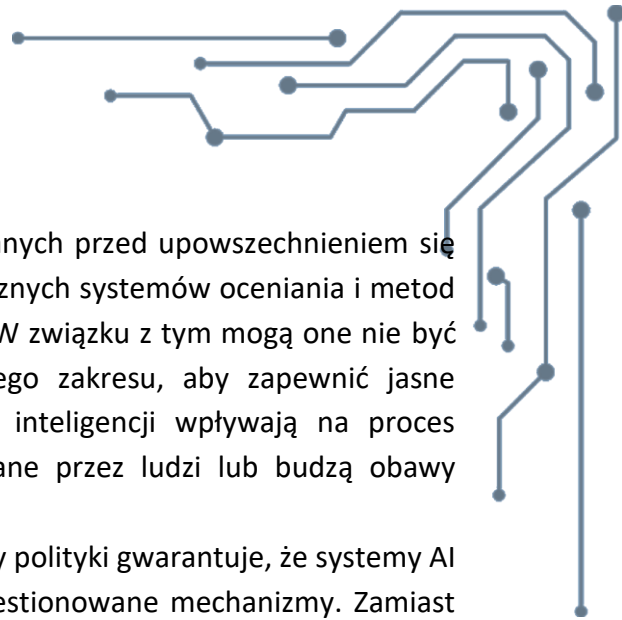 nych przed upowszechnieniem się
znych systemów oceniania i metod
W związku z tym mogą one nie być
ego zakresu, aby zapewnić jasne
inteligencji wpływają na proces
ane przez ludzi lub budzą obawy
y polityki gwarantuje, że systemy AI
estionowane mechanizmy. Zamiast